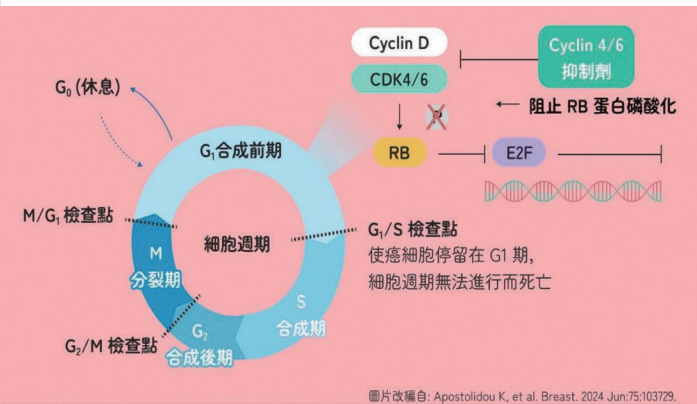 Cyclin D
CDK4/6
Cyclin 4/6
抑制劑
P
阻止 RB 蛋白磷酸化
RB
E2F
G₀ (休息)
G₁合成前期
M/G₁ 檢查點
細胞週期
G₁/S 檢查點
使癌細胞停留在 G1 期,
細胞週期無法進行而死亡
M
分裂期
S
合成期
G₂
合成後期
G₂/M 檢查點
圖片改編自: Apostolidou K, et al. Breast. 2024 Jun:75:103729.